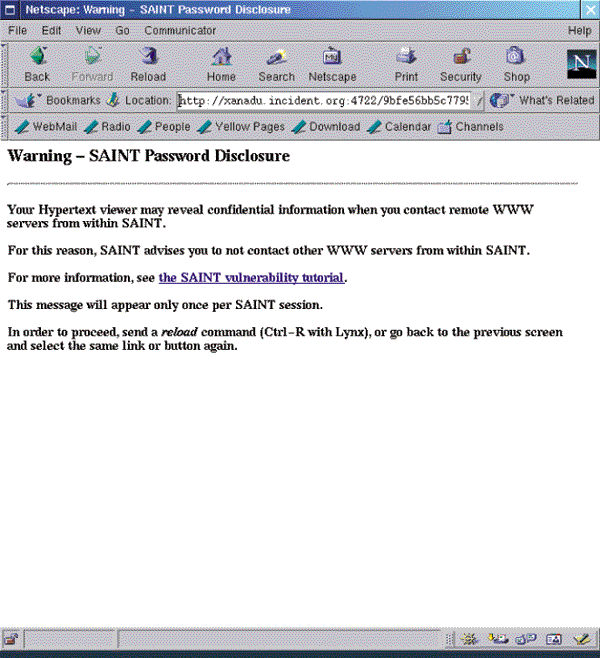 Netscape: Warning - SAINT Password Disclosure
File Edit View Go Communicator Help
Back Forward Reload Home Search Netscape Print Security Shop
My
N
Bookmarks Location: http://xanadu.incident.org:4722/9bfe56bb5c779 What's Related
WebMail Radio People Yellow Pages Download Calendar Channels
Warning – SAINT Password Disclosure
Your Hypertext viewer may reveal confidential information when you contact remote WWW
servers from within SAINT.
For this reason, SAINT advises you to not contact other WWW servers from within SAINT.
For more information, see the SAINT vulnerability tutorial.
This message will appear only once per SAINT session.
In order to proceed, send a reload command (Ctrl-R with Lynx), or go back to the previous screen
and select the same link or button again.